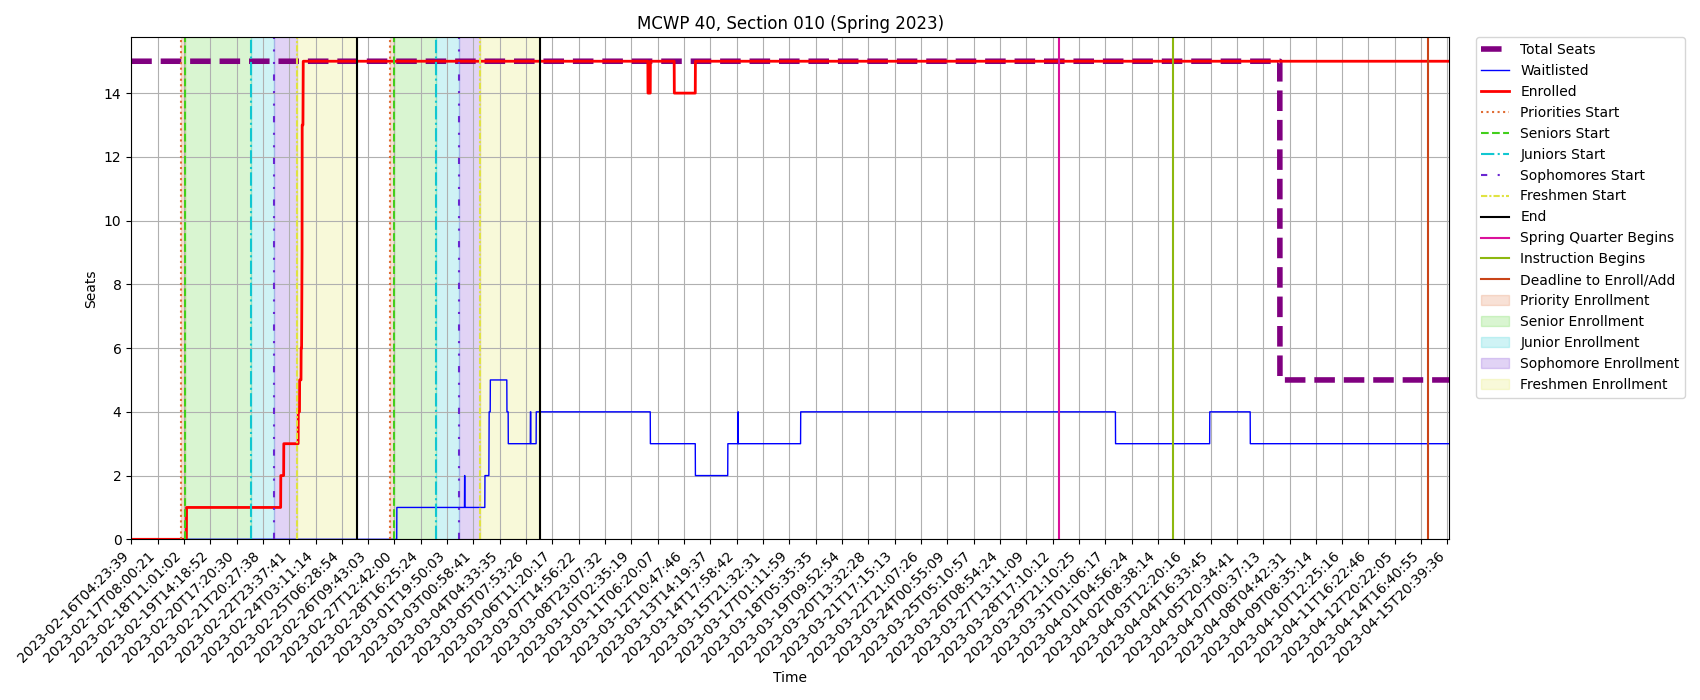 MCWP 40, Section 010 (Spring 2023)
Seats
14
12
10
8
6
4
2
0
2023-02-16T04:23:39
2023-02-17T08:00:21
2023-02-18T11:01:02
2023-02-19T14:18:52
2023-02-20T17:20:30
2023-02-21T20:27:38
2023-02-22T23:37:41
2023-02-24T03:11:14
2023-02-25T06:28:54
2023-02-26T09:43:03
2023-02-27T12:42:00
2023-02-28T16:25:24
2023-03-01T19:50:03
2023-03-03T00:58:41
2023-03-04T04:33:35
2023-03-05T07:53:26
2023-03-06T11:20:17
2023-03-07T14:56:22
2023-03-08T23:07:32
2023-03-10T02:35:19
2023-03-11T06:20:07
2023-03-12T10:47:46
2023-03-13T14:19:37
2023-03-14T17:58:42
2023-03-15T21:32:31
2023-03-17T01:11:59
2023-03-18T05:35:35
2023-03-19T09:52:54
2023-03-20T13:32:28
2023-03-21T17:15:13
2023-03-22T21:07:26
2023-03-24T00:55:09
2023-03-25T05:10:57
2023-03-26T08:54:24
2023-03-27T13:11:09
2023-03-28T17:10:12
2023-03-29T21:10:25
2023-03-31T01:06:17
2023-04-01T04:56:24
2023-04-02T08:38:14
2023-04-03T12:20:16
2023-04-04T16:33:45
2023-04-05T20:34:41
2023-04-07T00:37:13
2023-04-08T04:42:31
2023-04-09T08:35:14
2023-04-10T12:25:16
2023-04-11T16:22:46
2023-04-12T20:22:05
2023-04-14T16:40:55
2023-04-15T20:39:36
Time
Total Seats
Waitlisted
Enrolled
Priorities Start
Seniors Start
Juniors Start
Sophomores Start
Freshmen Start
End
Spring Quarter Begins
Instruction Begins
Deadline to Enroll/Add
Priority Enrollment
Senior Enrollment
Junior Enrollment
Sophomore Enrollment
Freshmen Enrollment